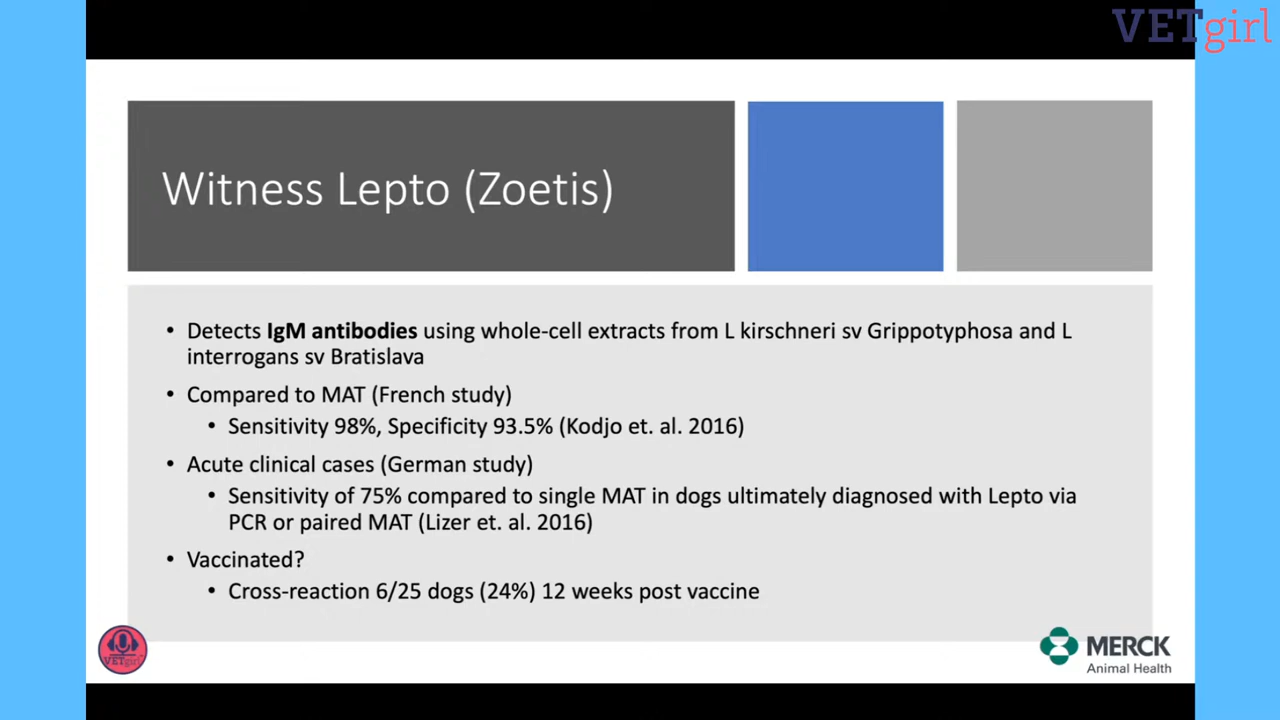 VETgirl
Witness Lepto (Zoetis)
• Detects IgM antibodies using whole-cell extracts from L kirschneri sv Grippotyphosa and L
interrogans sv Bratislava
• Compared to MAT (French study)
• Sensitivity 98%, Specificity 93.5% (Kodjo et. al. 2016)
• Acute clinical cases (German study)
• Sensitivity of 75% compared to single MAT in dogs ultimately diagnosed with Lepto via
PCR or paired MAT (Lizer et. al. 2016)
• Vaccinated?
• Cross-reaction 6/25 dogs (24%) 12 weeks post vaccine
VETgirl
MERCK
Animal Health